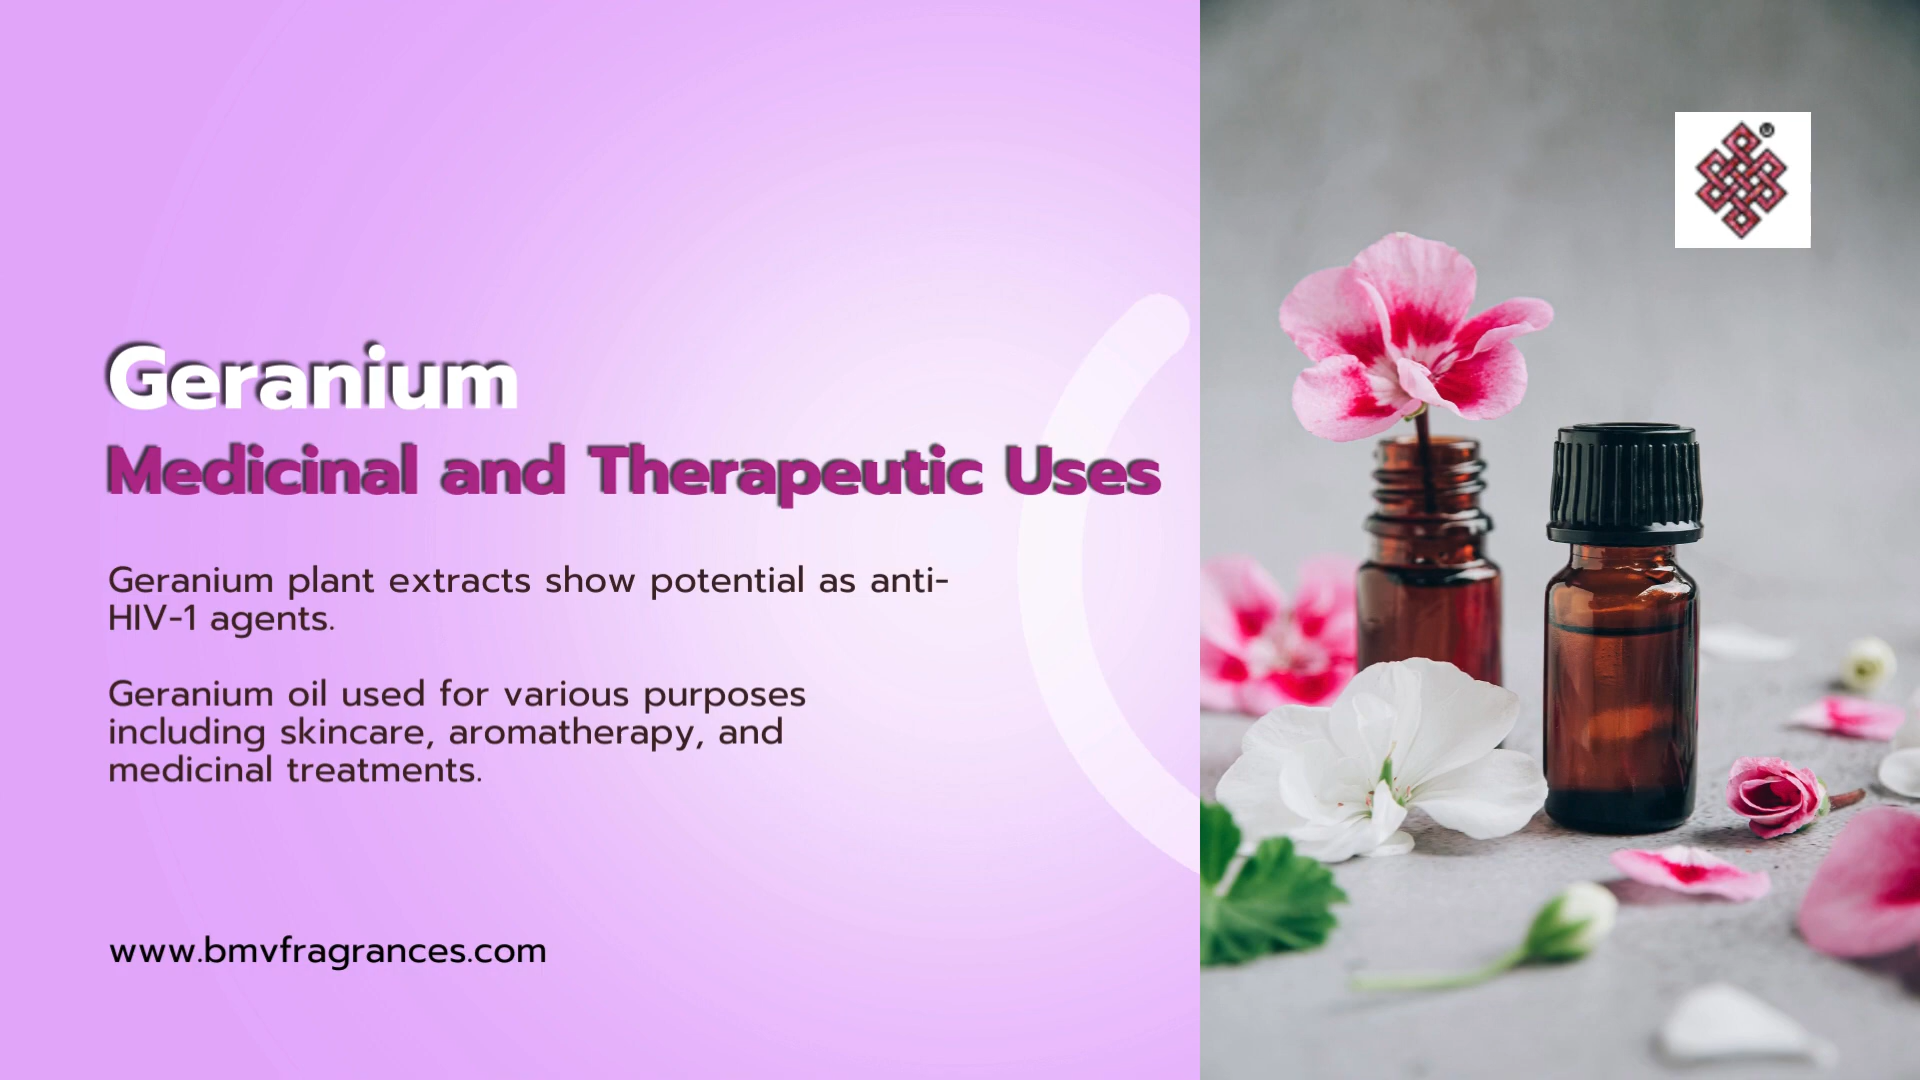 Geranium
Medicinal and Therapeutic Uses
Geranium plant extracts show potential as anti-
HIV-1 agents.
Geranium oil used for various purposes
including skincare, aromatherapy, and
medicinal treatments.
www.bmvfragrances.com